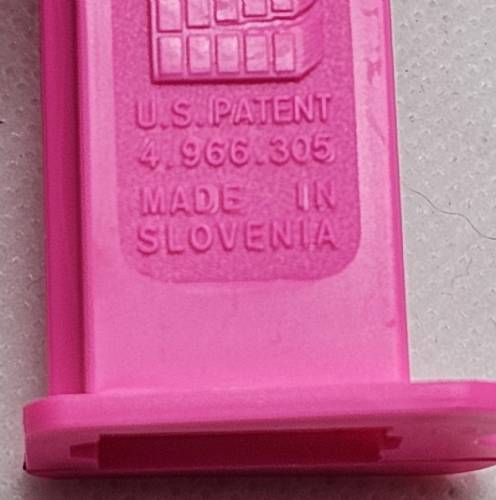 U.S. PATENT
4.966.305
MADE IN
SLOVENIA